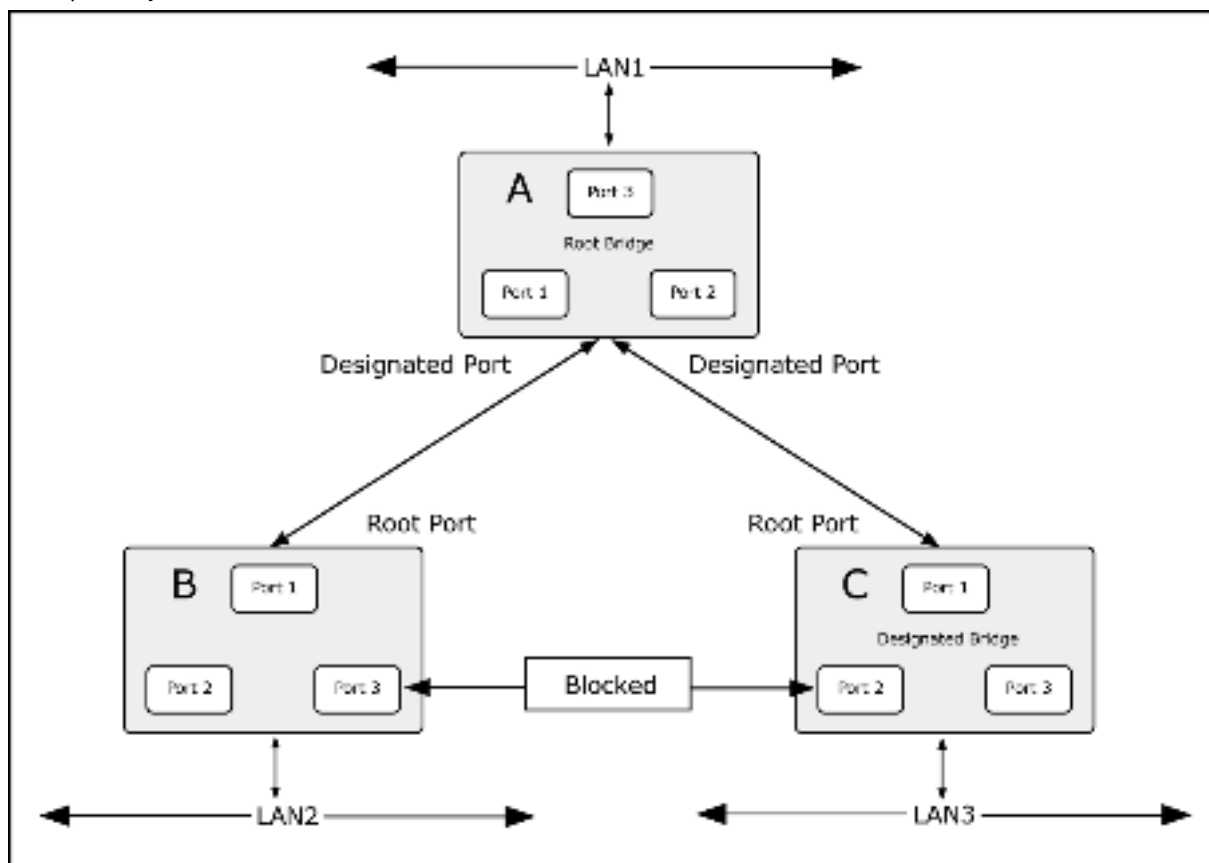 LAN1
A
Port 3
Root Bridge
Port 1
Port 2
Designated Port
Designated Port
Root Port
Root Port
B
Port 1
C
Port 1
Designated Bridge
Port 2
Port 3
Blocked
Port 2
Port 3
LAN2
LAN3